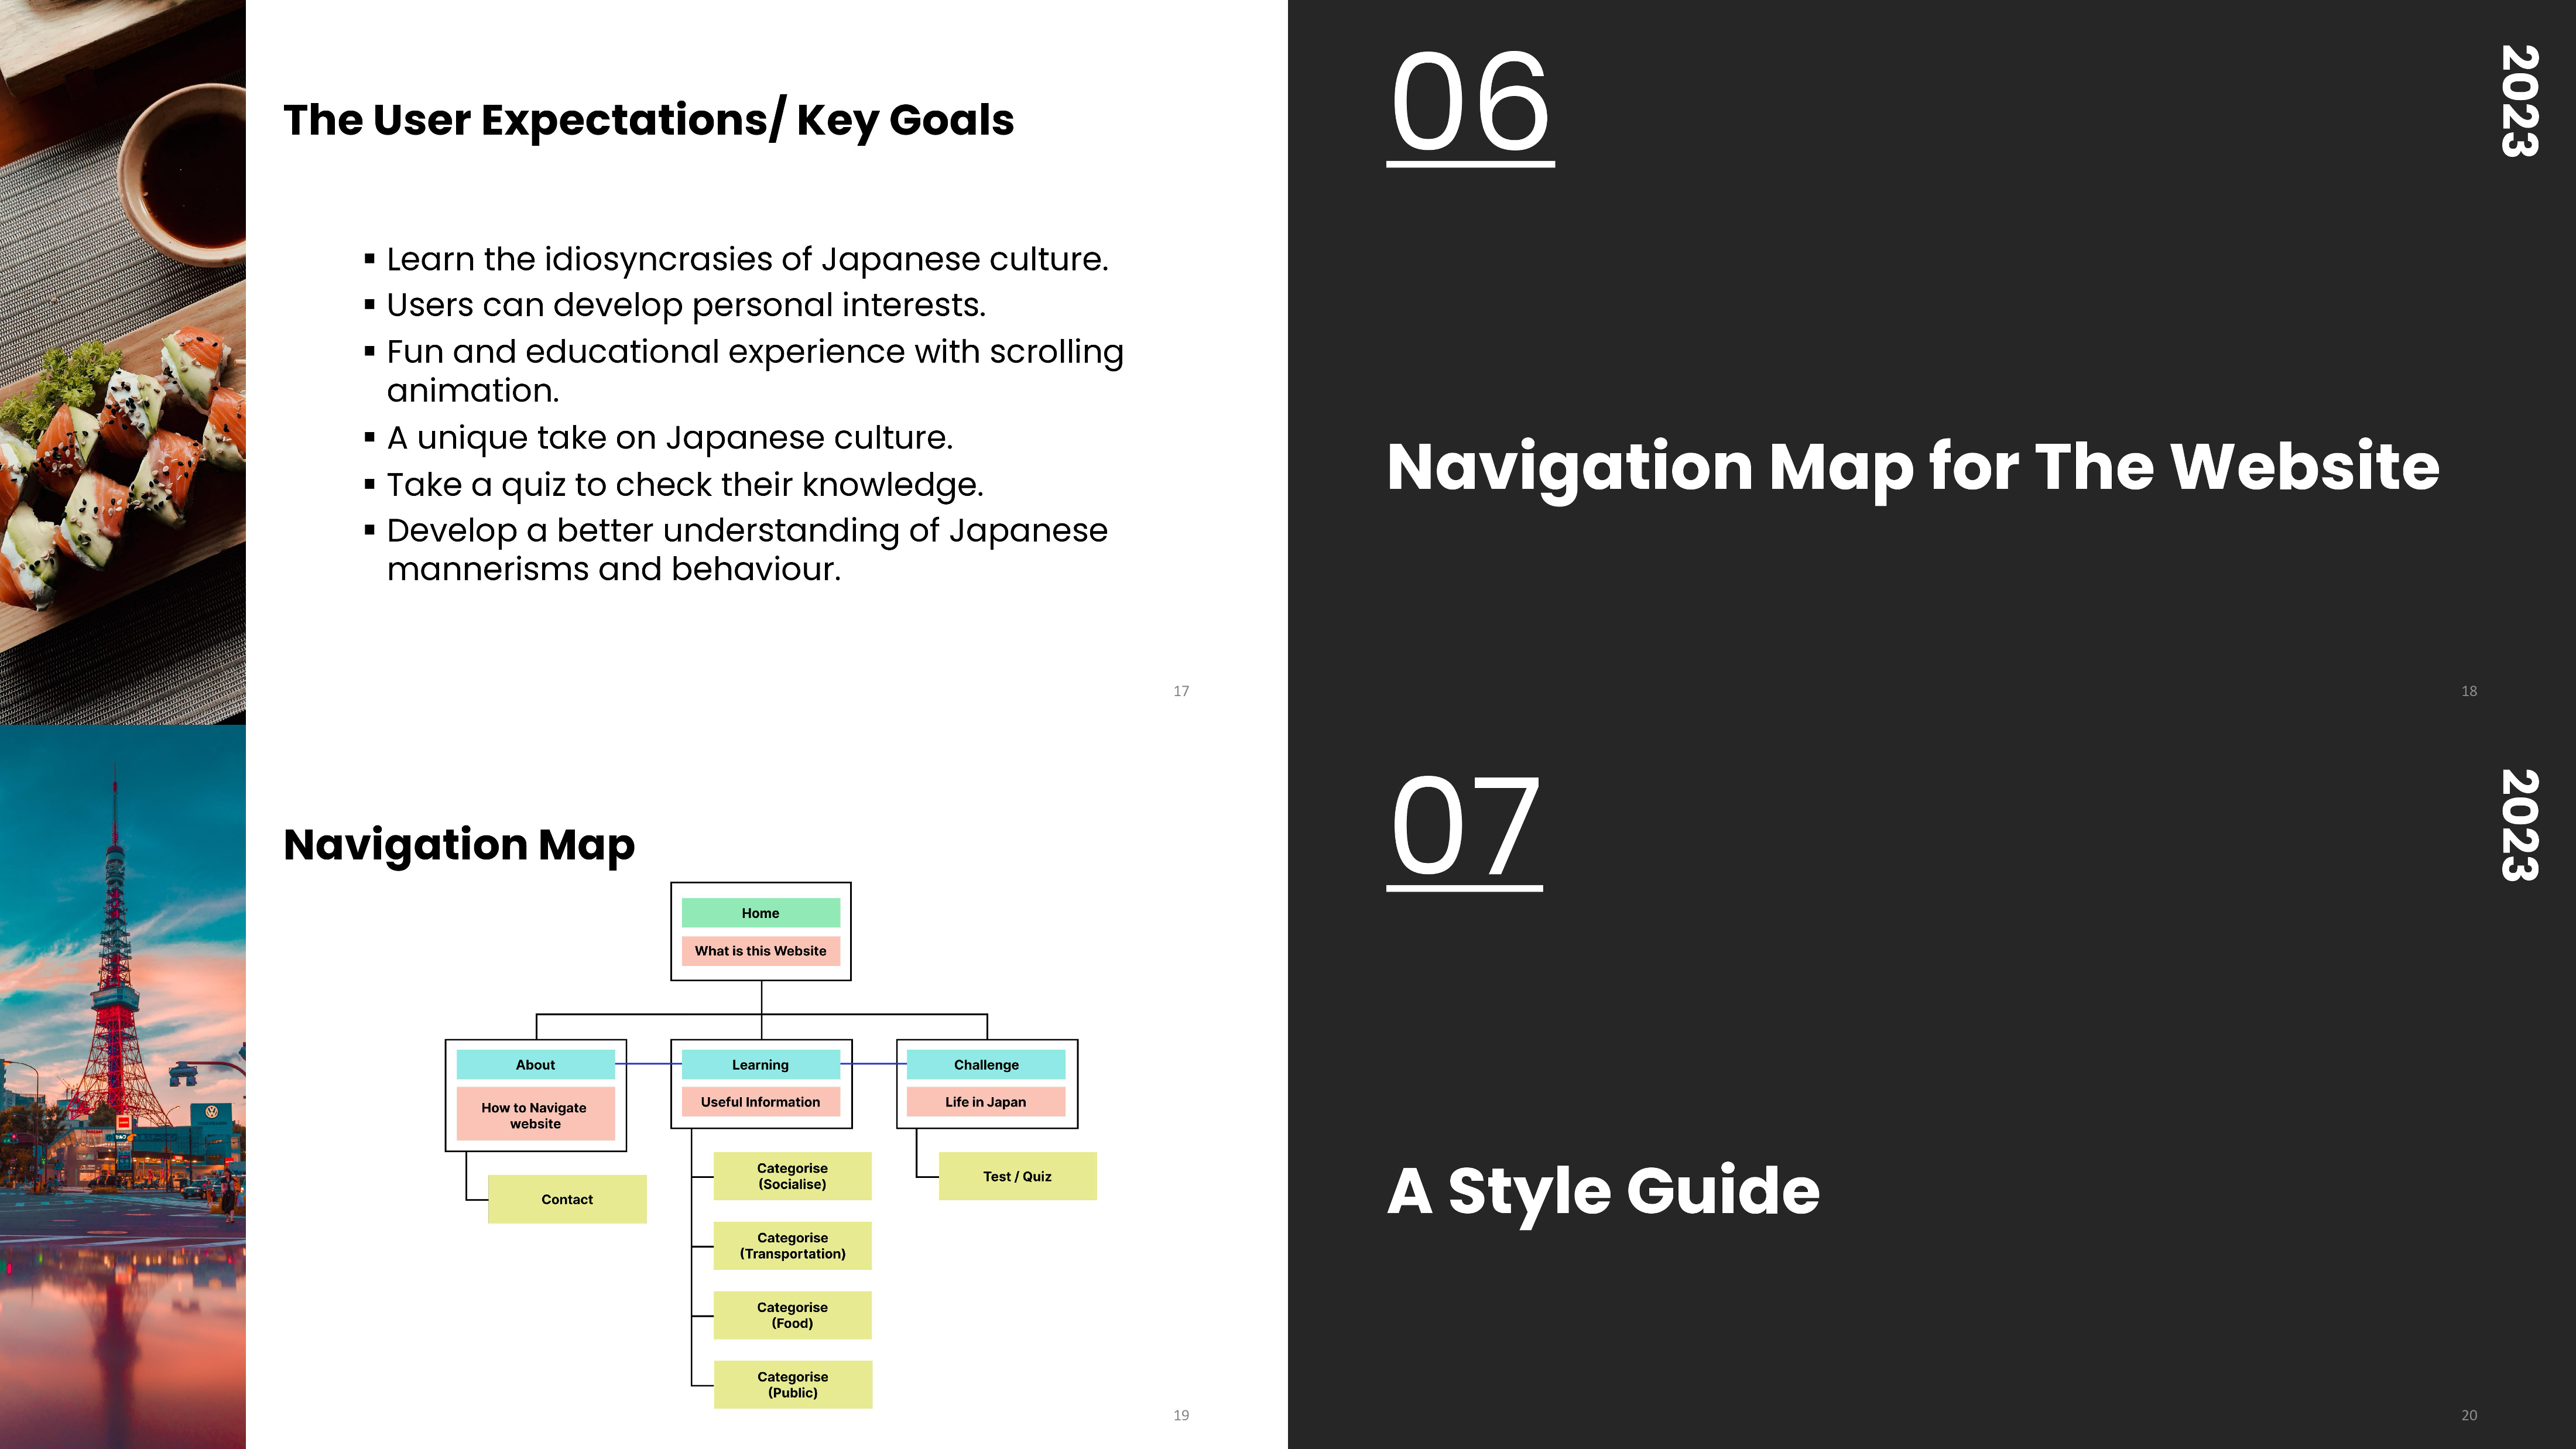 The User Expectations/ Key Goals
▪ Learn the idiosyncrasies of Japanese culture.
▪ Users can develop personal interests.
▪ Fun and educational experience with scrolling
animation.
▪ A unique take on Japanese culture.
▪ Take a quiz to check their knowledge.
▪ Develop a better understanding of Japanese
mannerisms and behaviour.
17
06
2023
Navigation Map for The Website
18
Navigation Map
Home
What is this Website
About
How to Navigate
website
Contact
Learning
Useful Information
Categorise
(Socialise)
Categorise
(Transportation)
Categorise
(Food)
Categorise
(Public)
Challenge
Life in Japan
Test / Quiz
19
07
2023
A Style Guide
20